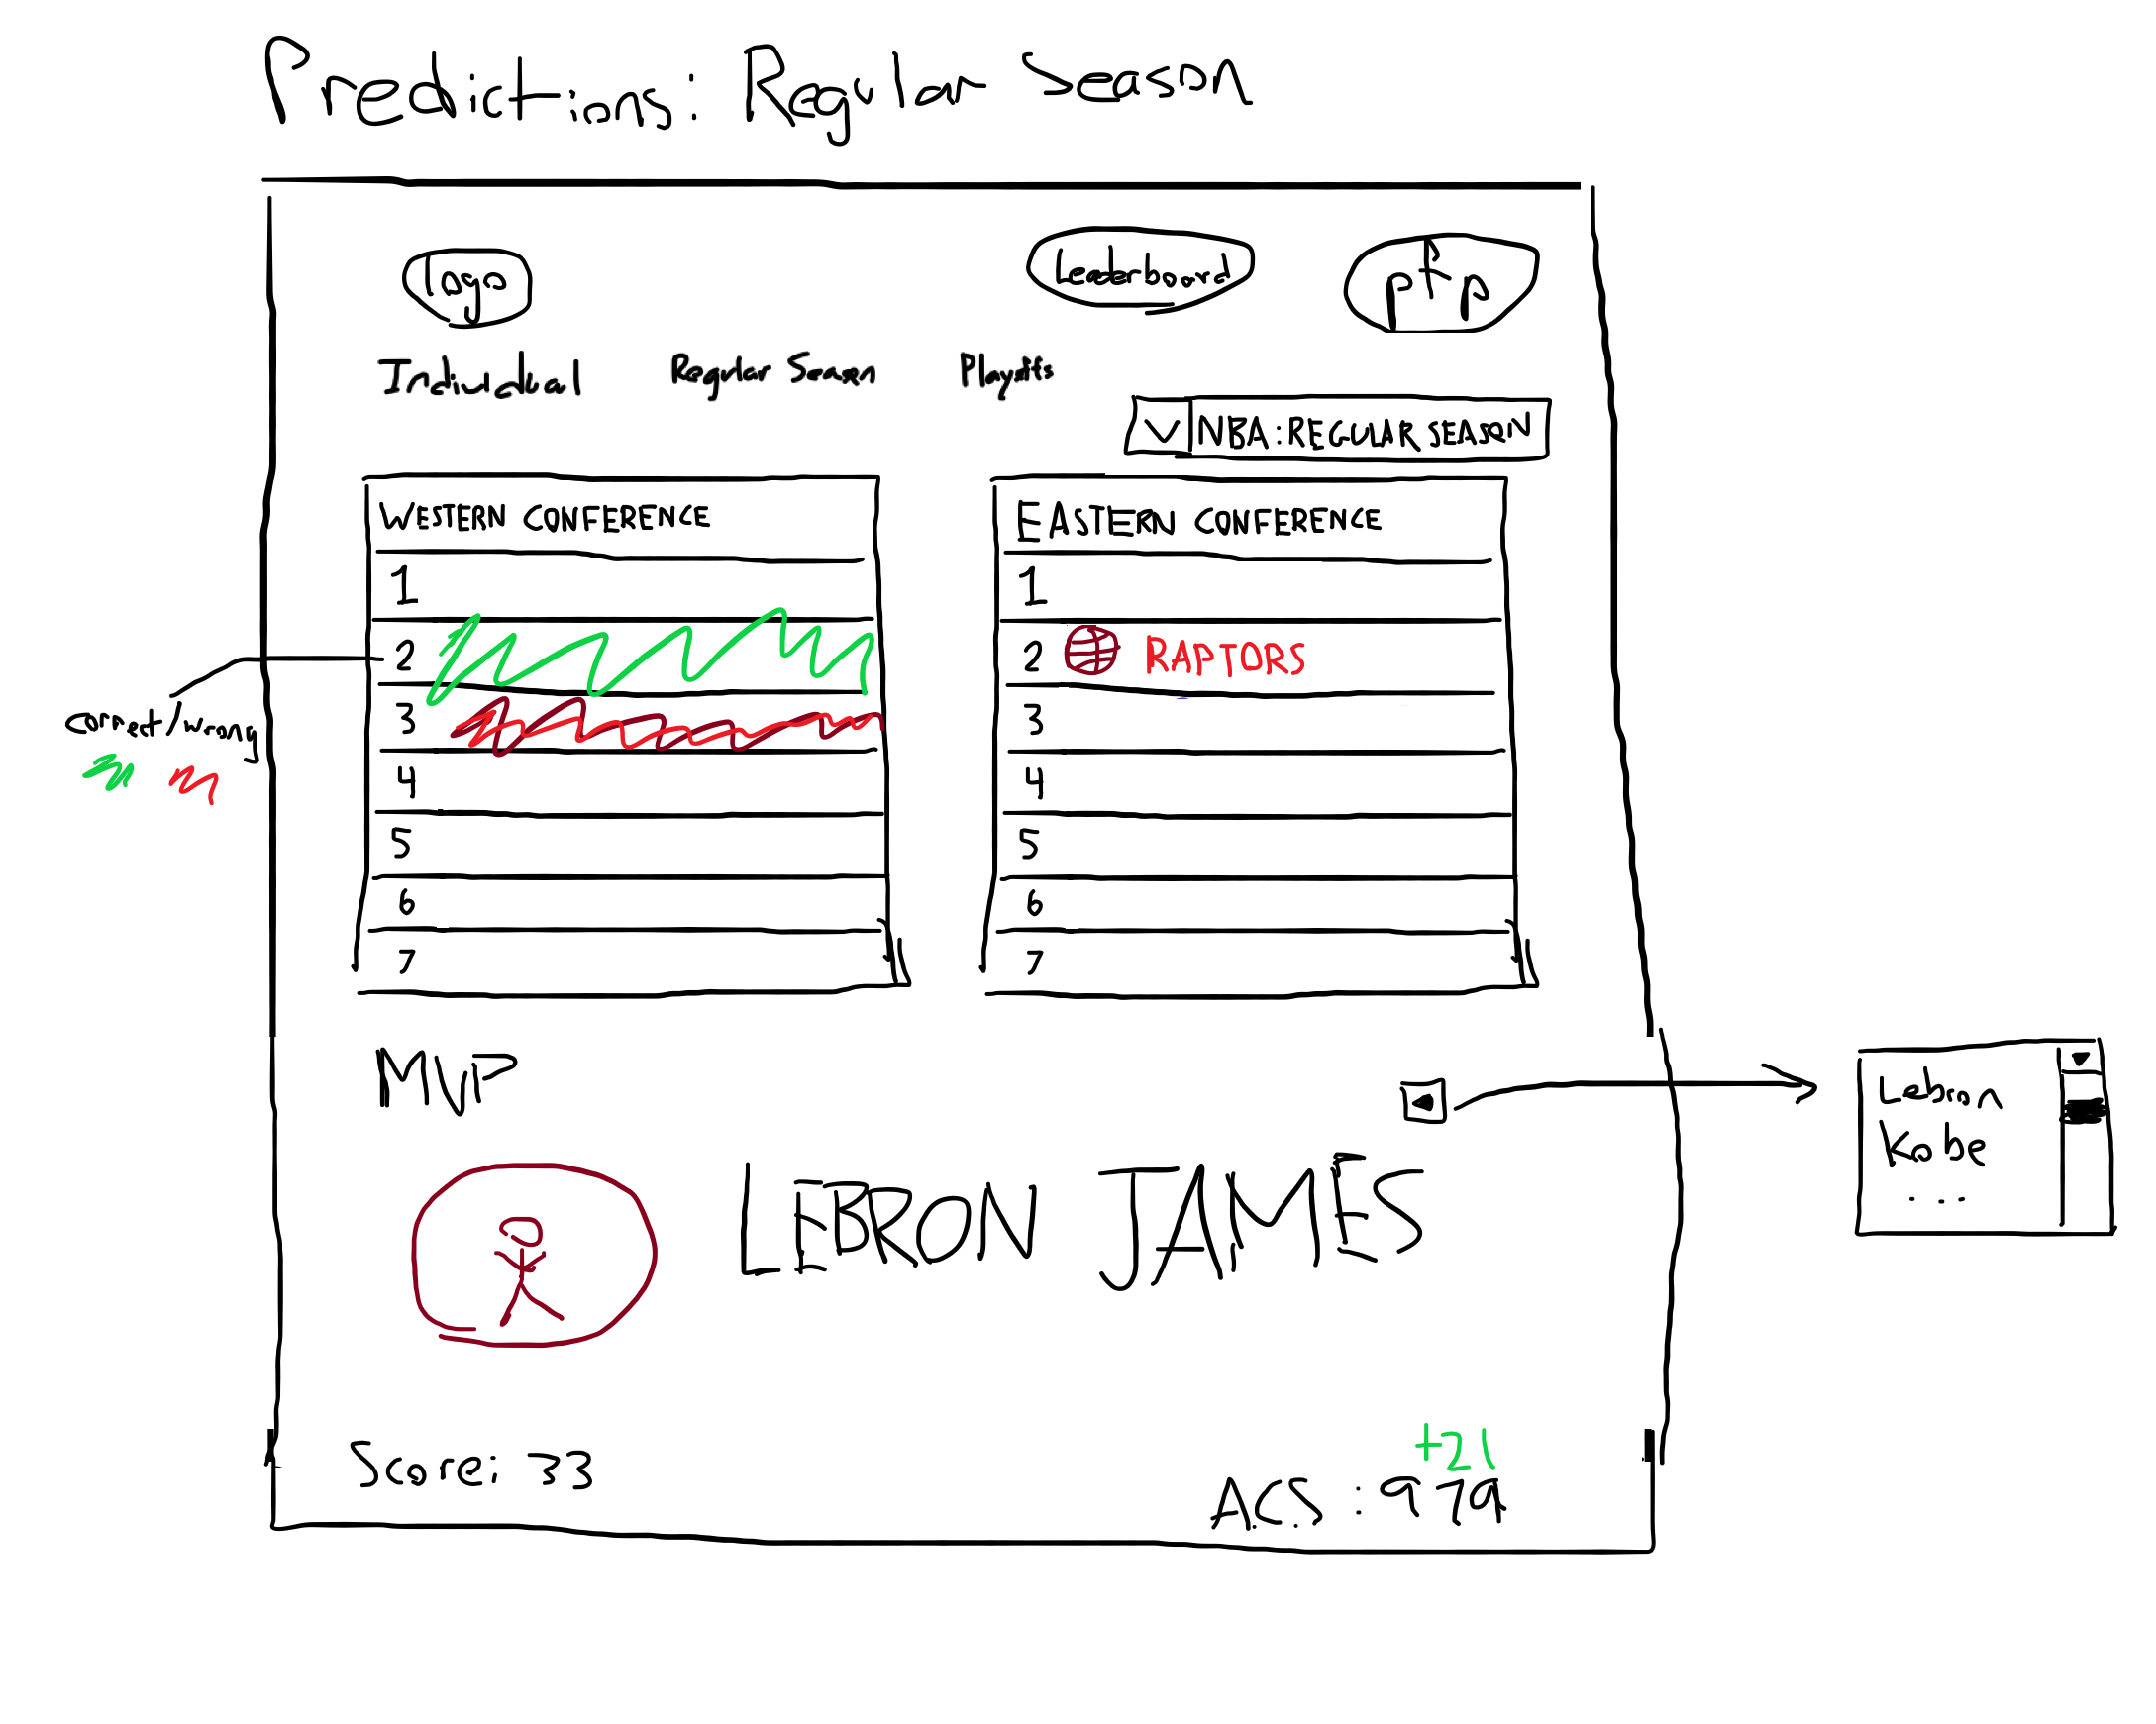 Predictions: Regular Season
logo
Leaderboard
pfp
Individual
Regular Season
Playoffs
NBA: REGULAR SEASON
WESTERN CONFERENCE
1
2
3
4
5
6
7
EASTERN CONFERENCE
1
2 RAPTORS
3
4
5
6
7
correct/wrong
MVP
LEBRON JAMES
Lebron
Kobe
...
Score: 33
+21
A.C.S : 979